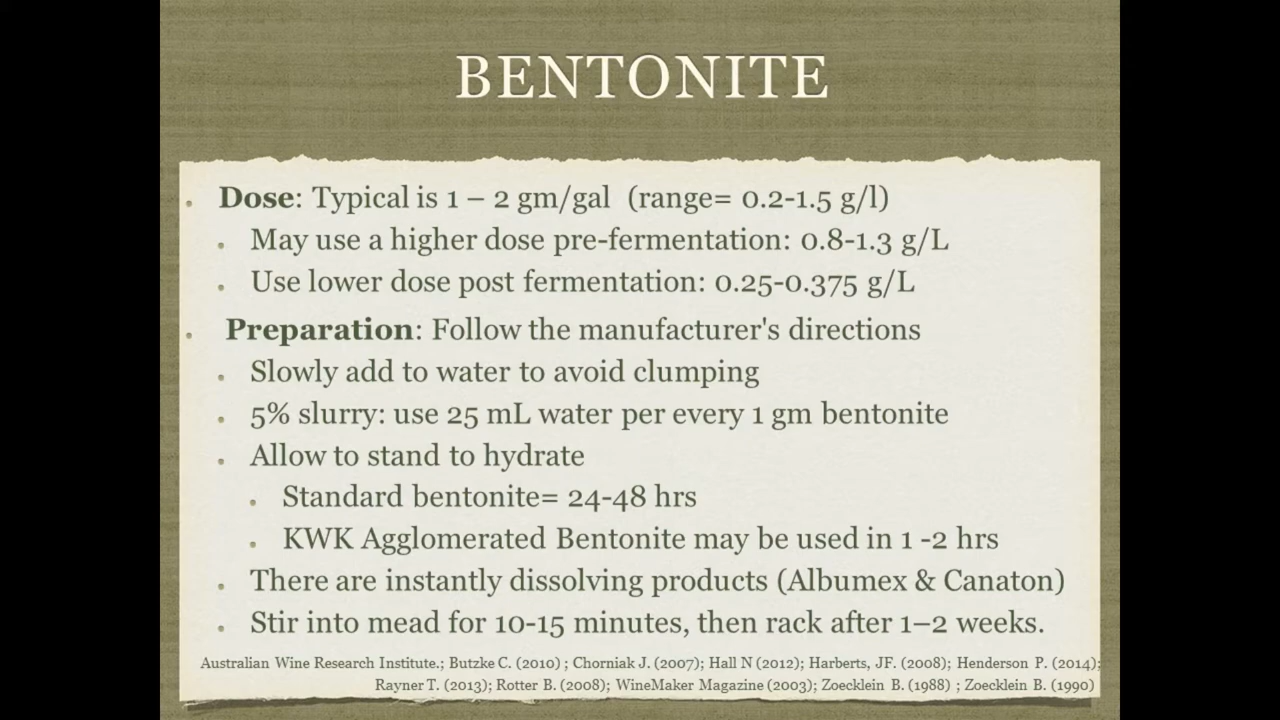 BENTONITE
Dose: Typical is 1 – 2 gm/gal (range= 0.2-1.5 g/l)
May use a higher dose pre-fermentation: 0.8-1.3 g/L
Use lower dose post fermentation: 0.25-0.375 g/L
Preparation: Follow the manufacturer's directions
Slowly add to water to avoid clumping
5% slurry: use 25 mL water per every 1 gm bentonite
Allow to stand to hydrate
Standard bentonite= 24-48 hrs
KWK Agglomerated Bentonite may be used in 1 -2 hrs
There are instantly dissolving products (Albumex & Canaton)
Stir into mead for 10-15 minutes, then rack after 1–2 weeks.
Australian Wine Research Institute.; Butzke C. (2010) ; Chorniak J. (2007); Hall N (2012); Harberts, JF. (2008); Henderson P. (2014);
Rayner T. (2013); Rotter B. (2008); WineMaker Magazine (2003); Zoecklein B. (1988) ; Zoecklein B. (1990)